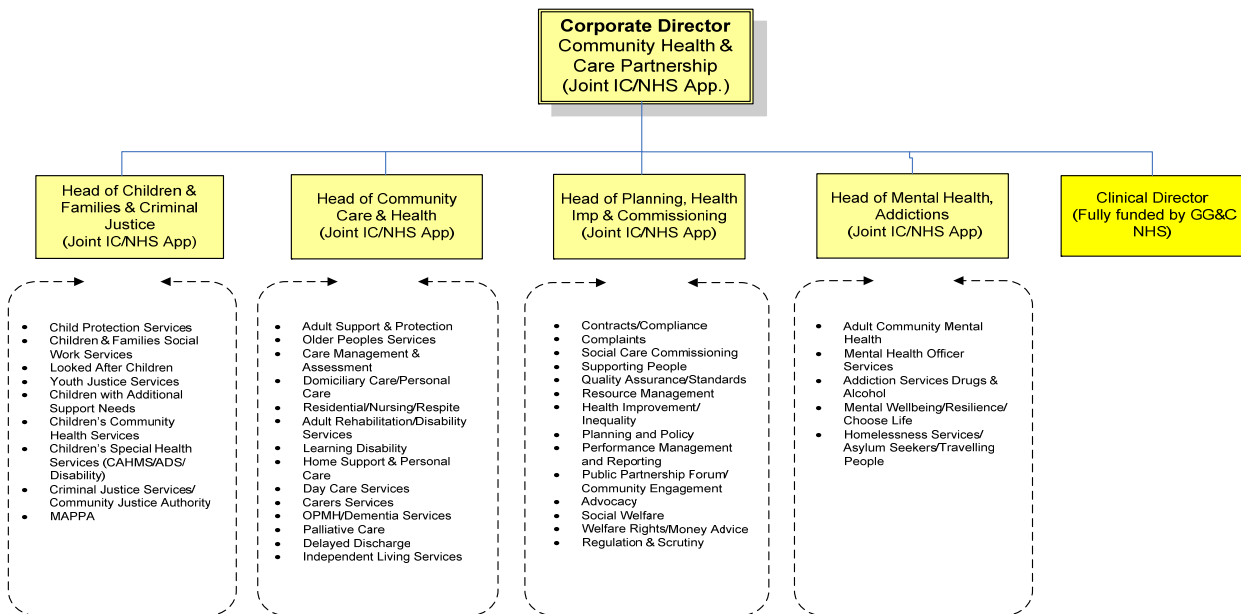 Corporate Director
Community Health &
Care Partnership
(Joint IC/NHS App.)
Head of Children &
Families & Criminal
Justice
(Joint IC/NHS App)
Head of Community
Care & Health
(Joint IC/NHS App)
Head of Planning, Health
Imp & Commissioning
(Joint IC/NHS App)
Head of Mental Health,
Addictions
(Joint IC/NHS App)
Clinical Director
(Fully funded by GG&C
NHS)
• Child Protection Services
• Children & Families Social
Work Services
• Looked After Children
• Youth Justice Services
• Children with Additional
Support Needs
• Children's Community
Health Services
• Children's Special Health
Services (CAHMS/ADS/
Disability)
• Criminal Justice Services/
Community Justice Authority
• MAPPA
• Adult Support & Protection
• Older Peoples Services
• Care Management &
Assessment
• Domiciliary Care/Personal
Care
• Residential/Nursing/Respite
• Adult Rehabilitation/Disability
Services
• Learning Disability
• Home Support & Personal
Care
• Day Care Services
• Carers Services
• OPMH/Dementia Services
• Palliative Care
• Delayed Discharge
• Independent Living Services
• Contracts/Compliance
• Complaints
• Social Care Commissioning
• Supporting People
• Quality Assurance/Standards
• Resource Management
• Health Improvement/
Inequality
• Planning and Policy
• Performance Management
and Reporting
• Public Partnership Forum/
Community Engagement
• Advocacy
• Social Welfare
• Welfare Rights/Money Advice
• Regulation & Scrutiny
• Adult Community Mental
Health
• Mental Health Officer
Services
• Addiction Services Drugs &
Alcohol
• Mental Wellbeing/Resilience/
Choose Life
• Homelessness Services/
Asylum Seekers/Travelling
People